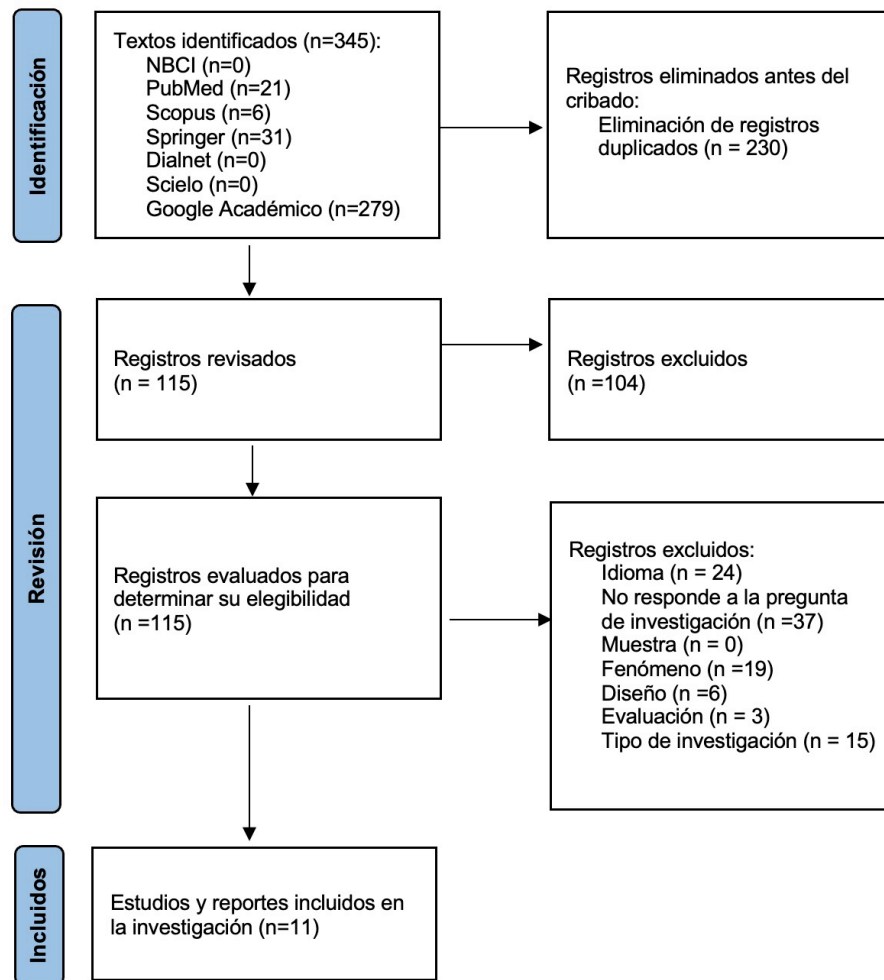 Identificación
Textos identificados (n=345):
NBCI (n=0)
PubMed (n=21)
Scopus (n=6)
Springer (n=31)
Dialnet (n=0)
Scielo (n=0)
Google Académico (n=279)
Registros eliminados antes del
cribado:
Eliminación de registros
duplicados (n = 230)
Revisión
Registros revisados
(n = 115)
Registros excluidos
(n =104)
Registros evaluados para
determinar su elegibilidad
(n =115)
Registros excluidos:
Idioma (n = 24)
No responde a la pregunta
de investigación (n =37)
Muestra (n = 0)
Fenómeno (n =19)
Diseño (n =6)
Evaluación (n = 3)
Tipo de investigación (n = 15)
Incluidos
Estudios y reportes incluidos en
la investigación (n=11)